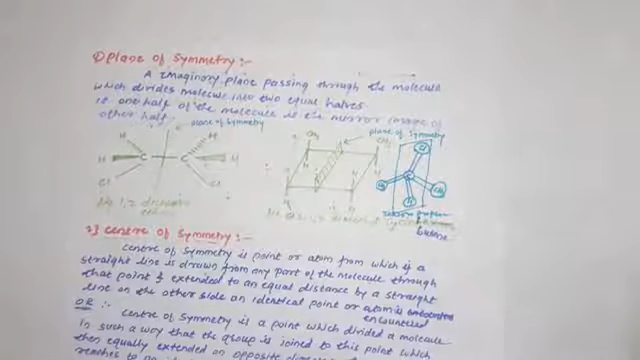 1) plane of Symmetry :-
A Imaginory plane passing through the molecule
which divides molecule into two equal halves
i.e. one half of the molecule is the mirror image of
other half.
plane of Symmetry
plane of Symmetry
H H CH3 CH3
H C C H
Cl Cl
2) Centre of Symmetry :-
Centre of Symmetry is point or atom from which if a
straight line is drawn from any part of the molecule through
that point & extended to an equal distance by a straight
line on the other side an identical point or atom is
encountered
OR :-
Centre of Symmetry is a point which divided a molecule
In such a way that the group is joined to this point which
then equally extended on opposite
reaches to